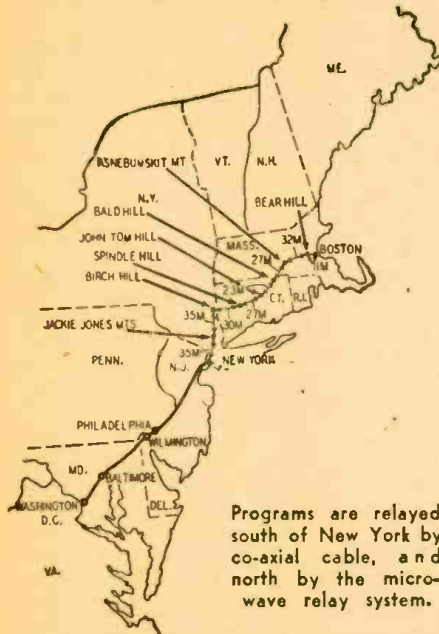 ME.
ASNEBUMSKIT MT.
VT.
N.H.
N.Y.
BEAR HILL
BALD HILL
MASS.
32M
BOSTON
JOHN TOM HILL
27M
11M
SPINDLE HILL
23M
CT.
R.I.
BIRCH HILL
35M
30M
27M
JACKIE JONES MTS
35M
PENN.
N.J.
NEW YORK
PHILADELPHIA
WILMINGTON
MD.
BALTIMORE
WASHINGTON
D.C.
DEL.
VA.
Programs are relayed
south of New York by
co-axial cable, and
north by the micro-
wave relay system.